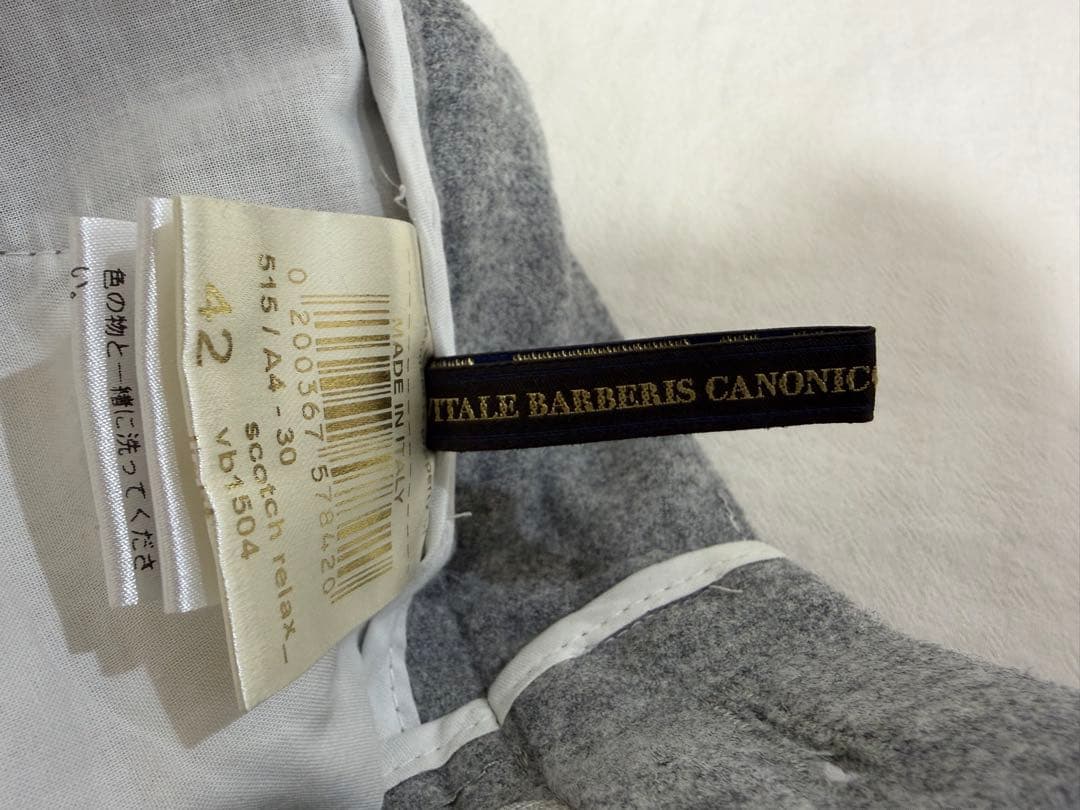 VITALE BARBERIS CANONICO
MADE IN ITALY
0 200367 578420
515 / A4 - 30
scotch relax_
vb1504
42
色の物と一緒に洗ってくださ
い。